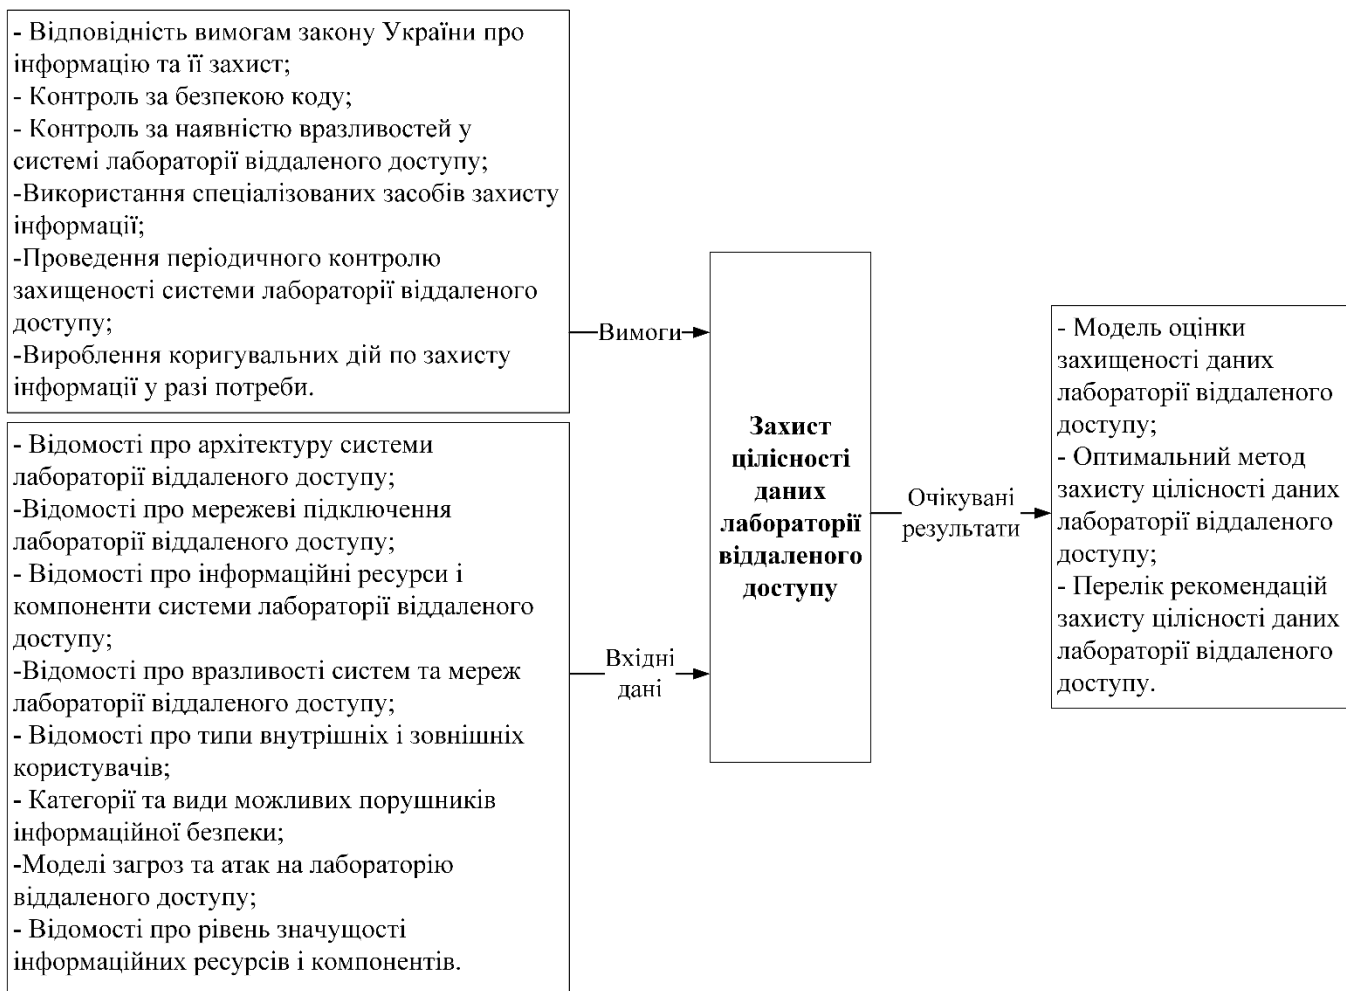 - Відповідність вимогам закону України про
інформацію та її захист;
- Контроль за безпекою коду;
- Контроль за наявністю вразливостей у
системі лабораторії віддаленого доступу;
-Використання спеціалізованих засобів захисту
інформації;
-Проведення періодичного контролю
захищеності системи лабораторії віддаленого
доступу;
-Вироблення коригувальних дій по захисту
інформації у разі потреби.
Вимоги
- Відомості про архітектуру системи
лабораторії віддаленого доступу;
-Відомості про мережеві підключення
лабораторії віддаленого доступу;
- Відомості про інформаційні ресурси і
компоненти системи лабораторії віддаленого
доступу;
-Відомості про вразливості систем та мереж
лабораторії віддаленого доступу;
- Відомості про типи внутрішніх і зовнішніх
користувачів;
- Категорії та види можливих порушників
інформаційної безпеки;
-Моделі загроз та атак на лабораторію
віддаленого доступу;
- Відомості про рівень значущості
інформаційних ресурсів і компонентів.
Вхідні
дані
Захист
цілісності
даних
лабораторії
віддаленого
доступу
Очікувані
результати
- Модель оцінки
захищеності даних
лабораторії віддаленого
доступу;
- Оптимальний метод
захисту цілісності даних
лабораторії віддаленого
доступу;
- Перелік рекомендацій
захисту цілісності даних
лабораторії віддаленого
доступу.